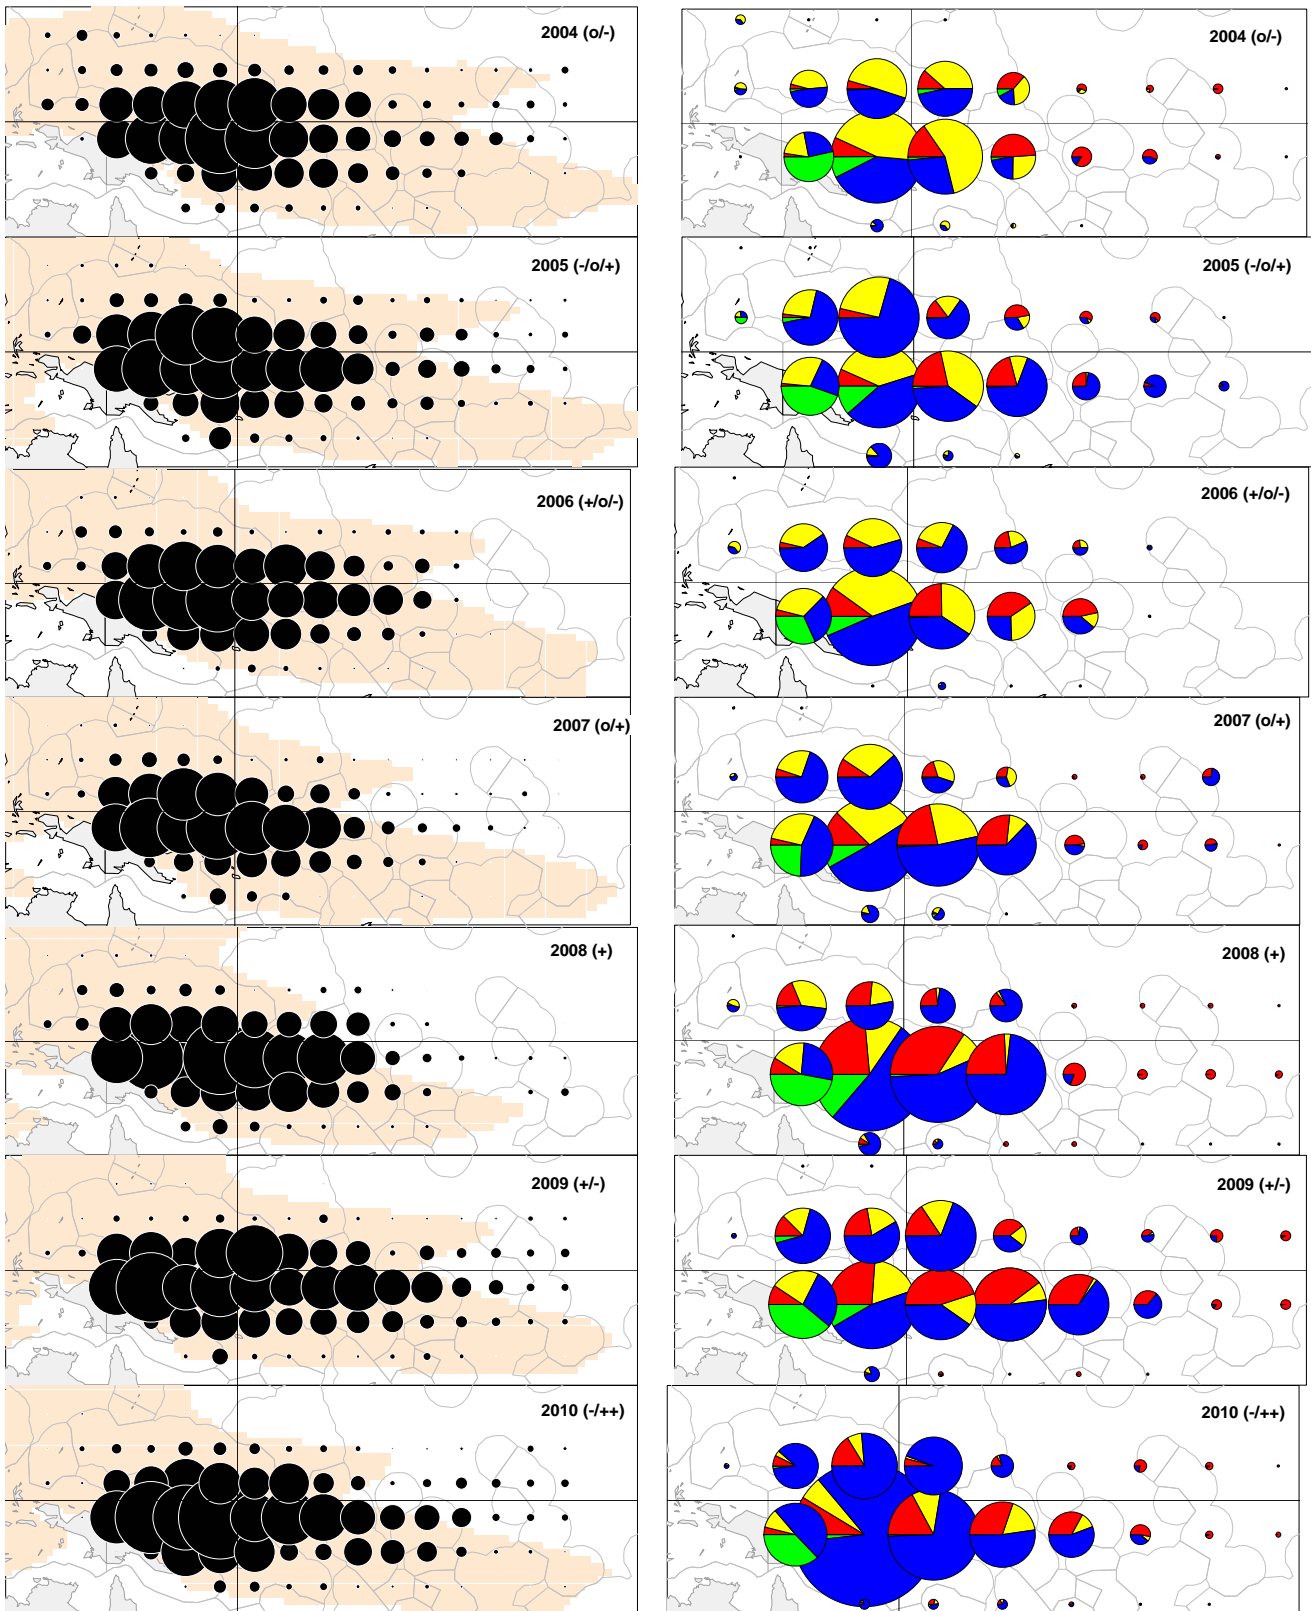 2004 (o/-)
2004 (o/-)
2005 (-/o/+)
2005 (-/o/+)
2006 (+/o/-)
2006 (+/o/-)
2007 (o/+)
2007 (o/+)
2008 (+)
2008 (+)
2009 (+/-)
2009 (+/-)
2010 (-/++)
2010 (-/++)